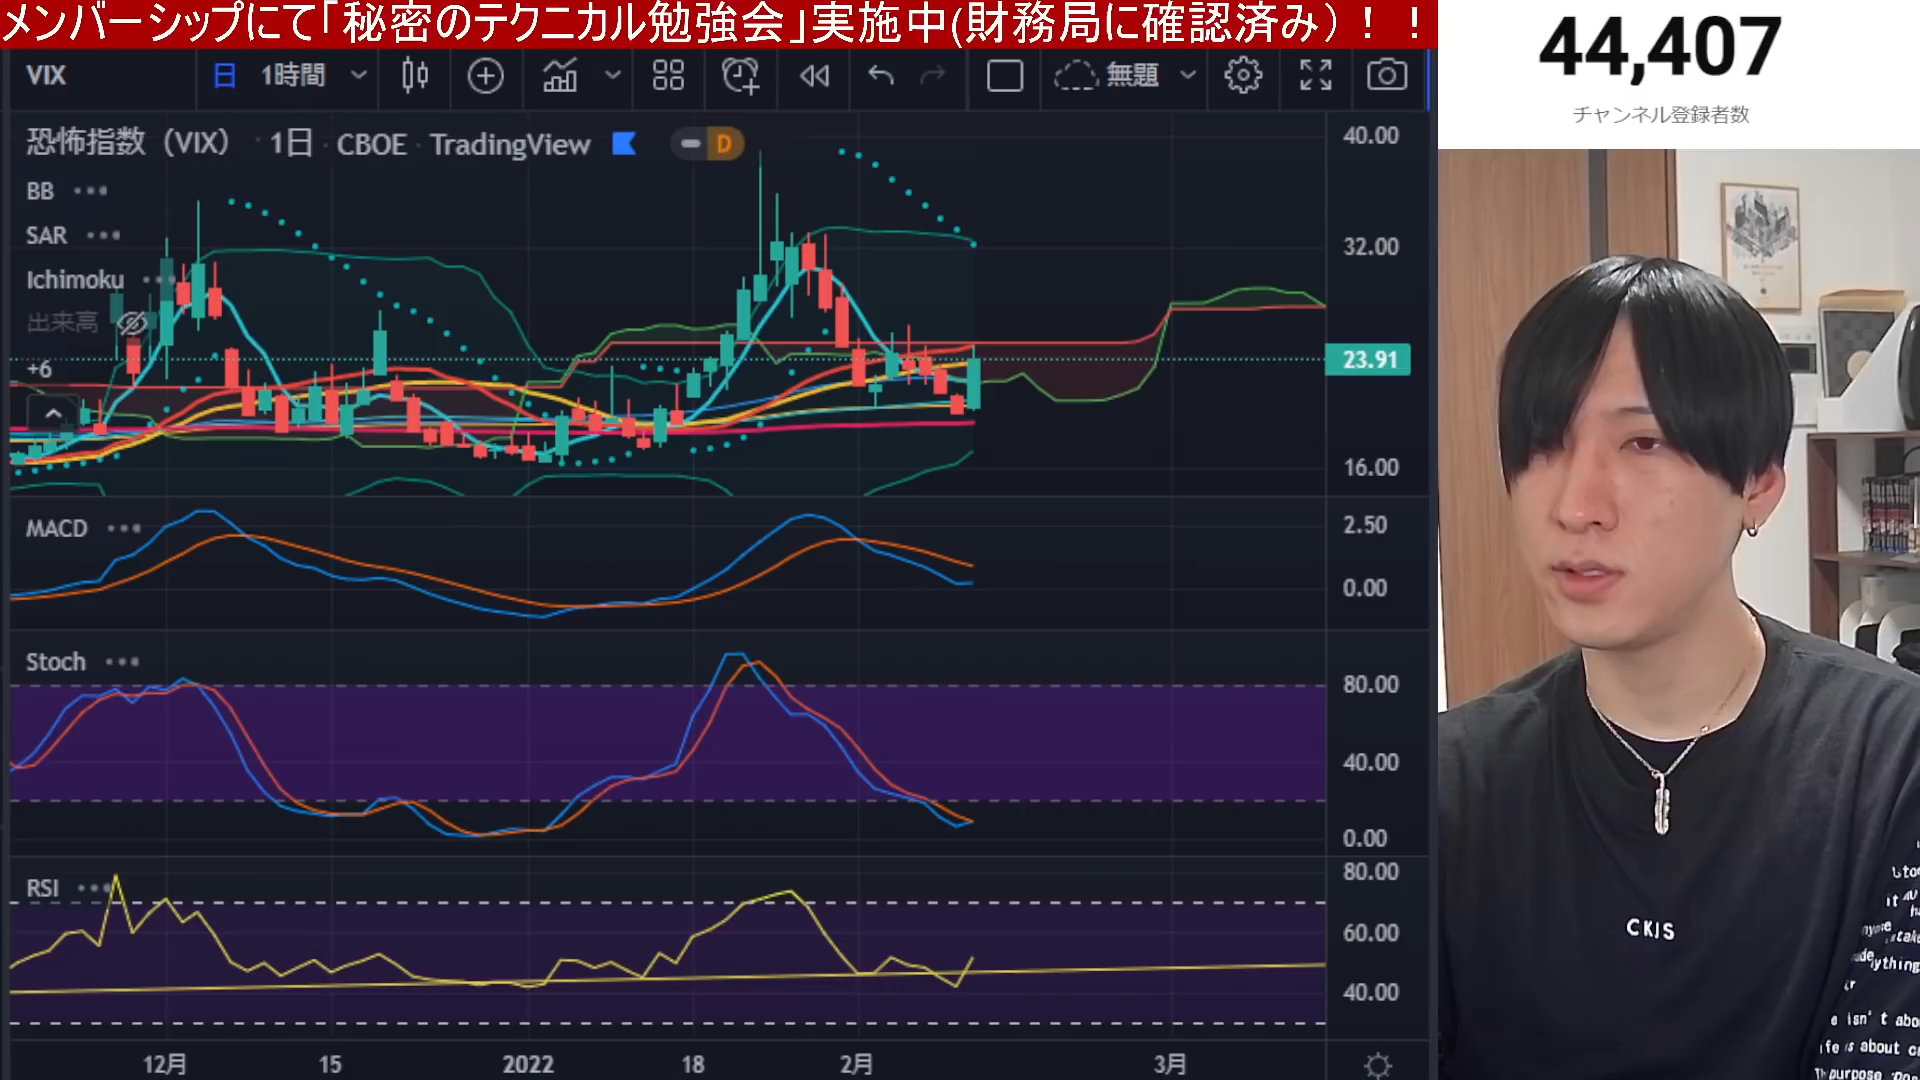 メンバーシップにて「秘密のテクニカル勉強会」実施中(財務局に確認済み）！！
44,407
チャンネル登録者数
VIX
日
1時間
無題
恐怖指数（VIX） · 1日 · CBOE · TradingView
D
BB
SAR
Ichimoku
出来高
+6
40.00
32.00
23.91
16.00
MACD
2.50
0.00
Stoch
80.00
40.00
0.00
RSI
80.00
60.00
40.00
12月
15
2022
18
2月
3月
CKIS